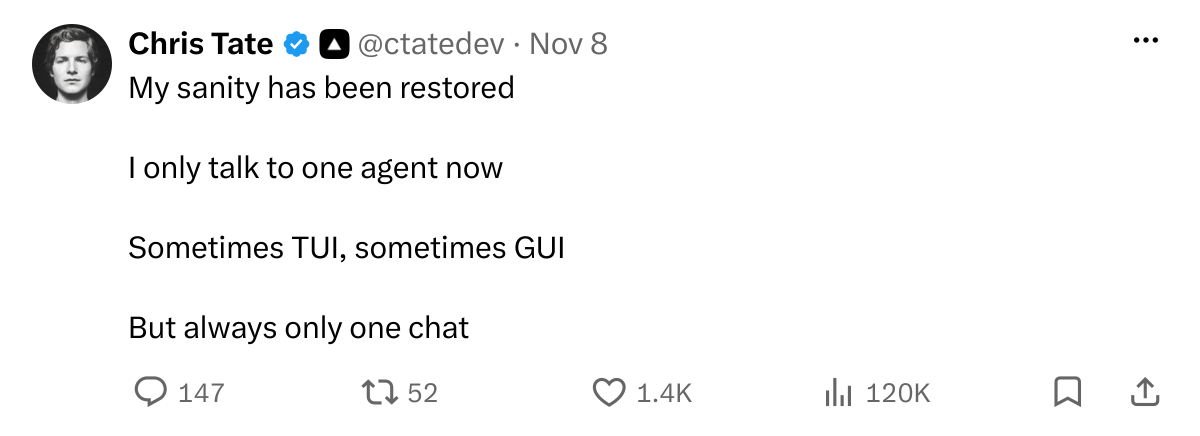 Chris Tate @ctatedev · Nov 8
My sanity has been restored
I only talk to one agent now
Sometimes TUI, sometimes GUI
But always only one chat
147 52 1.4K 120K